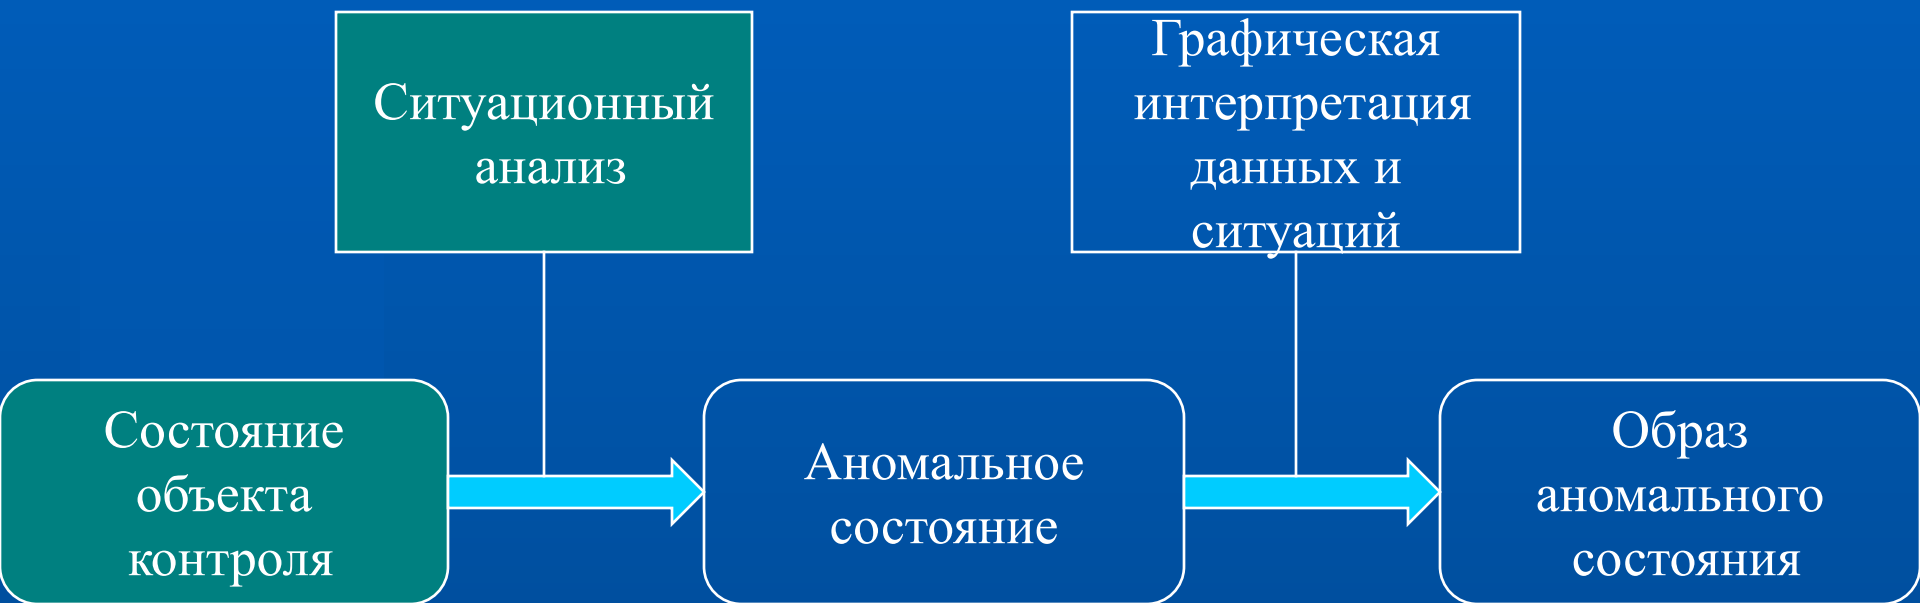 Ситуационный
анализ
Графическая
интерпретация
данных и
ситуаций
Состояние
объекта
контроля
Аномальное
состояние
Образ
аномального
состояния